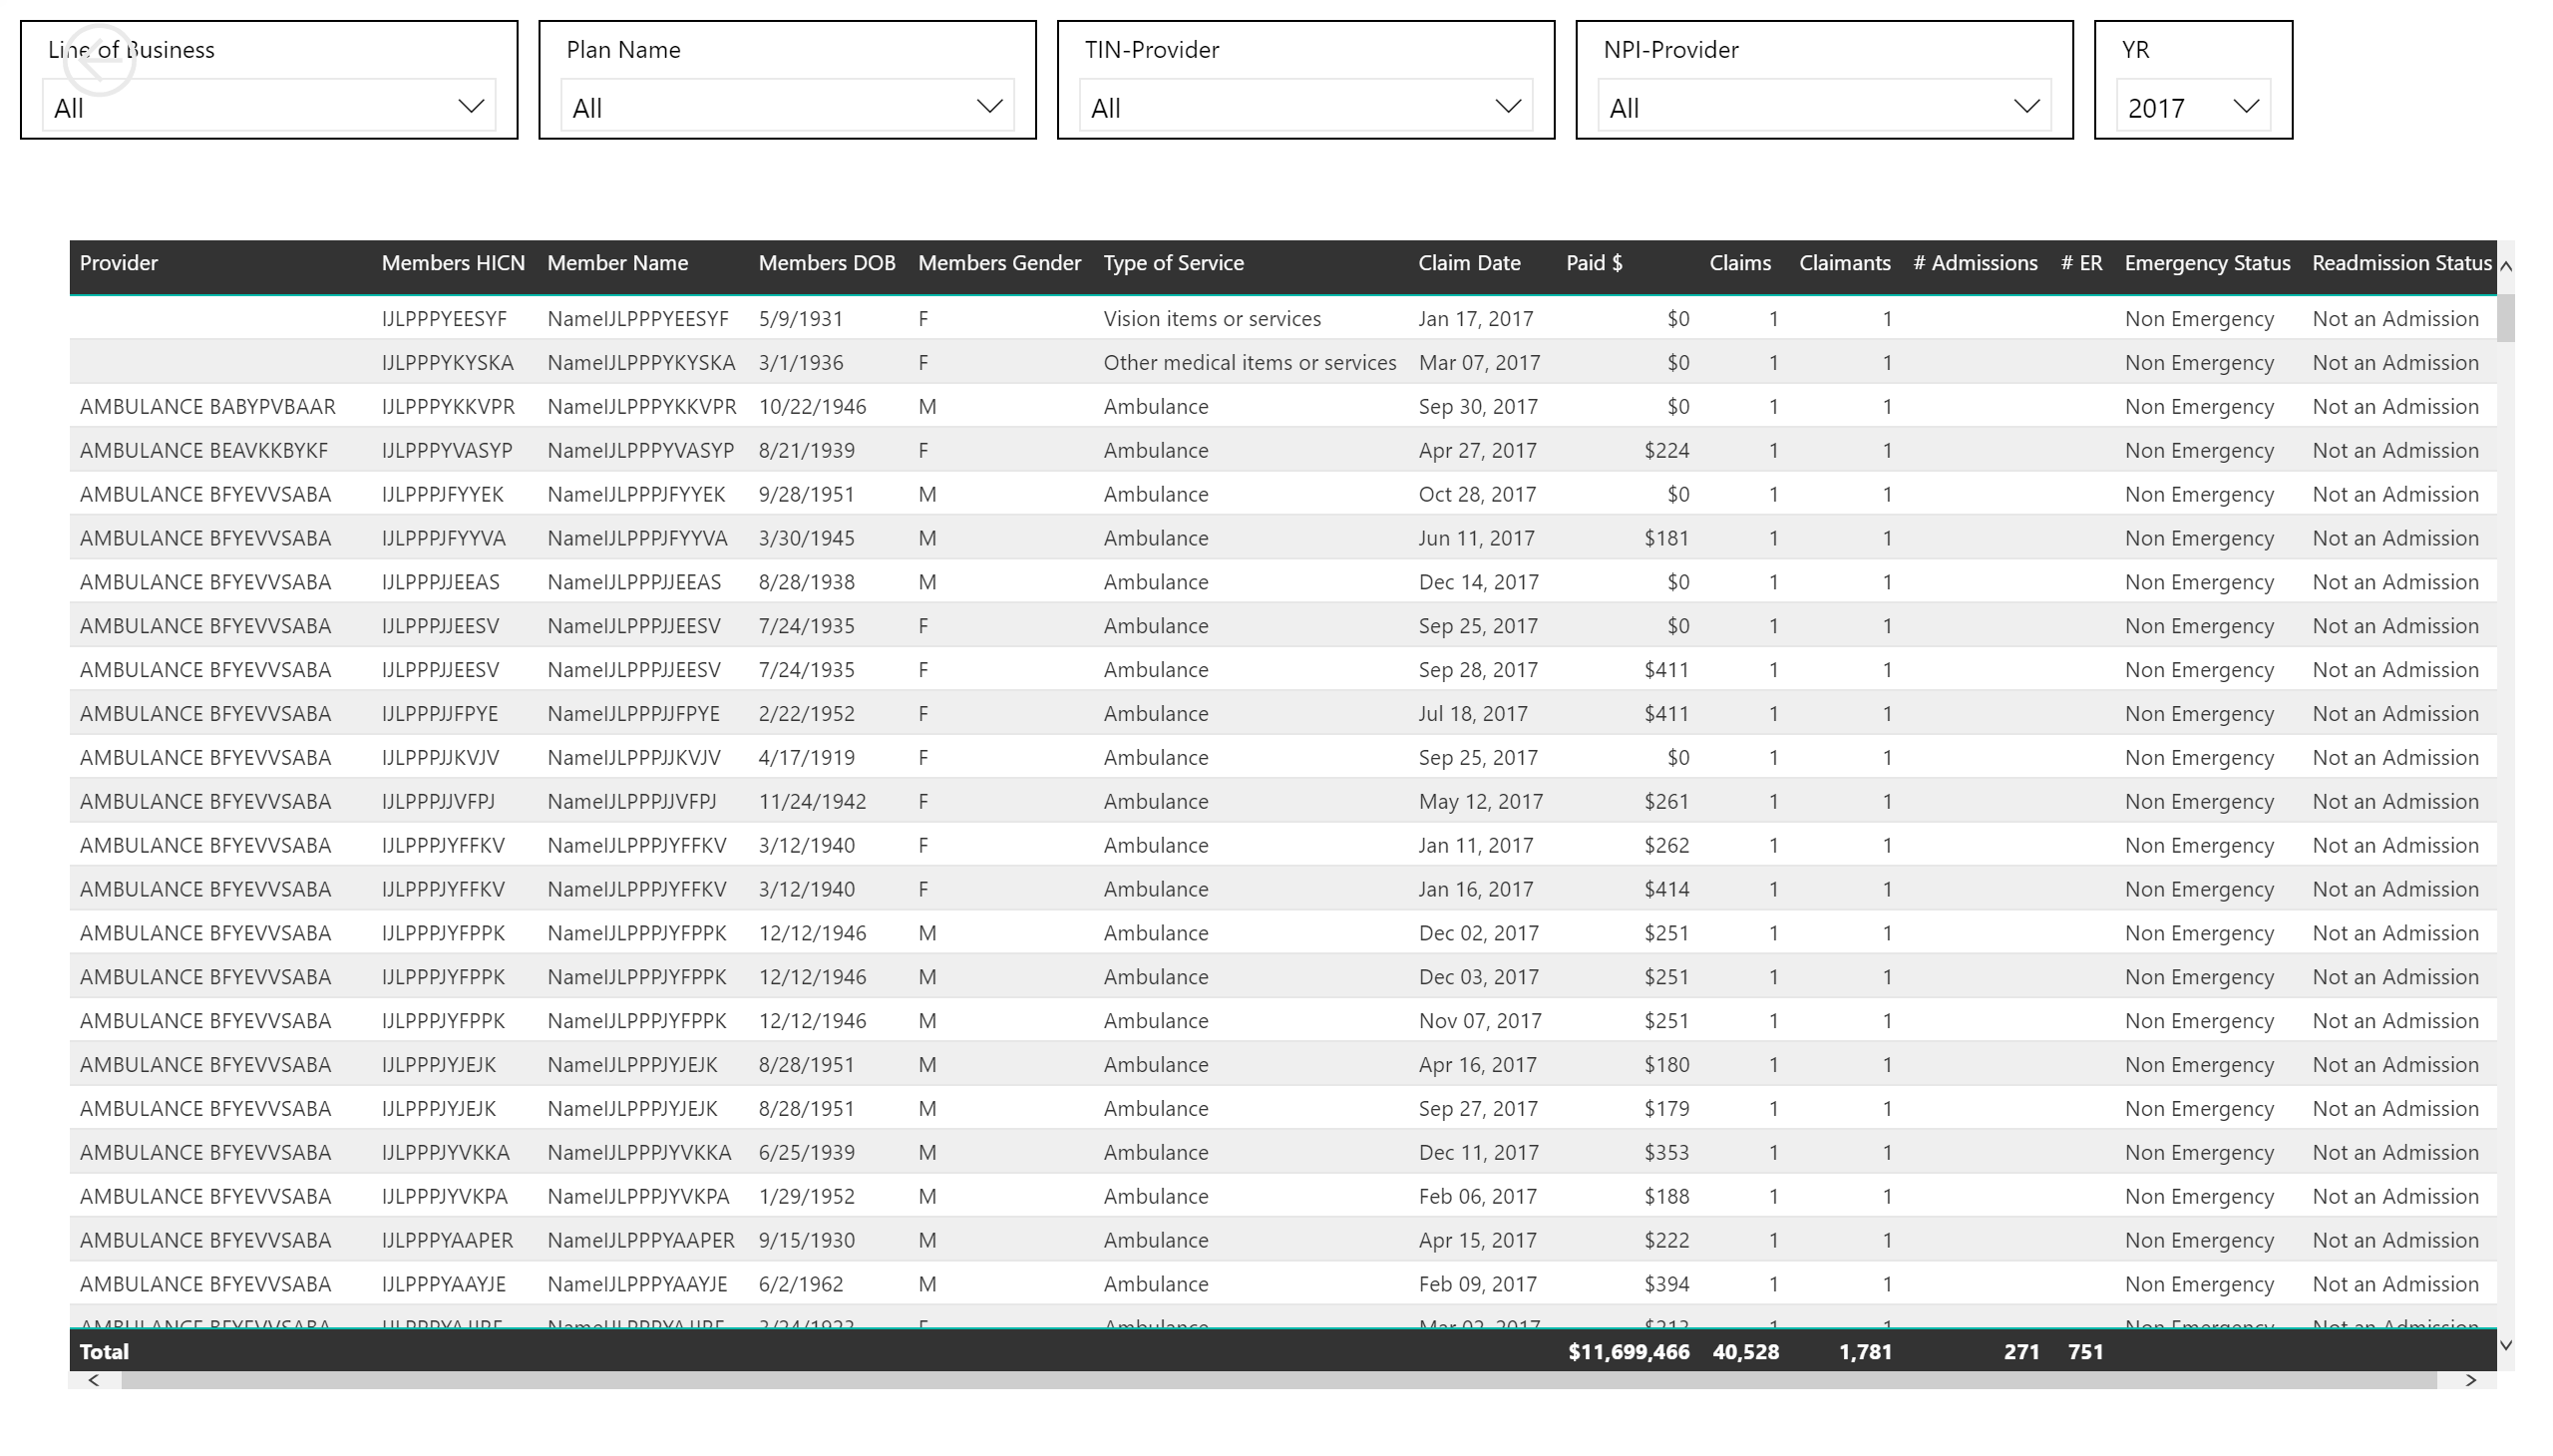 Line of Business Plan Name TIN-Provider NPI-Provider YR
All All All All 2017
Provider Members HICN Member Name Members DOB Members Gender Type of Service Claim Date Paid $ Claims Claimants # Admissions # ER Emergency Status Readmission Status
IJLPPPYEESYF NameIJLPPPYEESYF 5/9/1931 F Vision items or services Jan 17, 2017 $0 1 1 Non Emergency Not an Admission
IJLPPPYKYSKA NameIJLPPPYKYSKA 3/1/1936 F Other medical items or services Mar 07, 2017 $0 1 1 Non Emergency Not an Admission
AMBULANCE BABYPVBAAR IJLPPPYKKVPR NameIJLPPPYKKVPR 10/22/1946 M Ambulance Sep 30, 2017 $0 1 1 Non Emergency Not an Admission
AMBULANCE BEAVKKBYKF IJLPPPYVASYP NameIJLPPPYVASYP 8/21/1939 F Ambulance Apr 27, 2017 $224 1 1 Non Emergency Not an Admission
AMBULANCE BFYEVVSABA IJLPPPJFYYEK NameIJLPPPJFYYEK 9/28/1951 M Ambulance Oct 28, 2017 $0 1 1 Non Emergency Not an Admission
AMBULANCE BFYEVVSABA IJLPPPJFYYVA NameIJLPPPJFYYVA 3/30/1945 M Ambulance Jun 11, 2017 $181 1 1 Non Emergency Not an Admission
AMBULANCE BFYEVVSABA IJLPPPJJEEAS NameIJLPPPJJEEAS 8/28/1938 M Ambulance Dec 14, 2017 $0 1 1 Non Emergency Not an Admission
AMBULANCE BFYEVVSABA IJLPPPJJEESV NameIJLPPPJJEESV 7/24/1935 F Ambulance Sep 25, 2017 $0 1 1 Non Emergency Not an Admission
AMBULANCE BFYEVVSABA IJLPPPJJEESV NameIJLPPPJJEESV 7/24/1935 F Ambulance Sep 28, 2017 $411 1 1 Non Emergency Not an Admission
AMBULANCE BFYEVVSABA IJLPPPJJFPYE NameIJLPPPJJFPYE 2/22/1952 F Ambulance Jul 18, 2017 $411 1 1 Non Emergency Not an Admission
AMBULANCE BFYEVVSABA IJLPPPJJKVJV NameIJLPPPJJKVJV 4/17/1919 F Ambulance Sep 25, 2017 $0 1 1 Non Emergency Not an Admission
AMBULANCE BFYEVVSABA IJLPPPJJVFPJ NameIJLPPPJJVFPJ 11/24/1942 F Ambulance May 12, 2017 $261 1 1 Non Emergency Not an Admission
AMBULANCE BFYEVVSABA IJLPPPJYFFKV NameIJLPPPJYFFKV 3/12/1940 F Ambulance Jan 11, 2017 $262 1 1 Non Emergency Not an Admission
AMBULANCE BFYEVVSABA IJLPPPJYFFKV NameIJLPPPJYFFKV 3/12/1940 F Ambulance Jan 16, 2017 $414 1 1 Non Emergency Not an Admission
AMBULANCE BFYEVVSABA IJLPPPJYFPPK NameIJLPPPJYFPPK 12/12/1946 M Ambulance Dec 02, 2017 $251 1 1 Non Emergency Not an Admission
AMBULANCE BFYEVVSABA IJLPPPJYFPPK NameIJLPPPJYFPPK 12/12/1946 M Ambulance Dec 03, 2017 $251 1 1 Non Emergency Not an Admission
AMBULANCE BFYEVVSABA IJLPPPJYFPPK NameIJLPPPJYFPPK 12/12/1946 M Ambulance Nov 07, 2017 $251 1 1 Non Emergency Not an Admission
AMBULANCE BFYEVVSABA IJLPPPJYJEJK NameIJLPPPJYJEJK 8/28/1951 M Ambulance Apr 16, 2017 $180 1 1 Non Emergency Not an Admission
AMBULANCE BFYEVVSABA IJLPPPJYJEJK NameIJLPPPJYJEJK 8/28/1951 M Ambulance Sep 27, 2017 $179 1 1 Non Emergency Not an Admission
AMBULANCE BFYEVVSABA IJLPPPJYVKKA NameIJLPPPJYVKKA 6/25/1939 M Ambulance Dec 11, 2017 $353 1 1 Non Emergency Not an Admission
AMBULANCE BFYEVVSABA IJLPPPJYVKPA NameIJLPPPJYVKPA 1/29/1952 M Ambulance Feb 06, 2017 $188 1 1 Non Emergency Not an Admission
AMBULANCE BFYEVVSABA IJLPPPYAAPER NameIJLPPPYAAPER 9/15/1930 M Ambulance Apr 15, 2017 $222 1 1 Non Emergency Not an Admission
AMBULANCE BFYEVVSABA IJLPPPYAAYJE NameIJLPPPYAAYJE 6/2/1962 M Ambulance Feb 09, 2017 $394 1 1 Non Emergency Not an Admission
Total $11,699,466 40,528 1,781 271 751